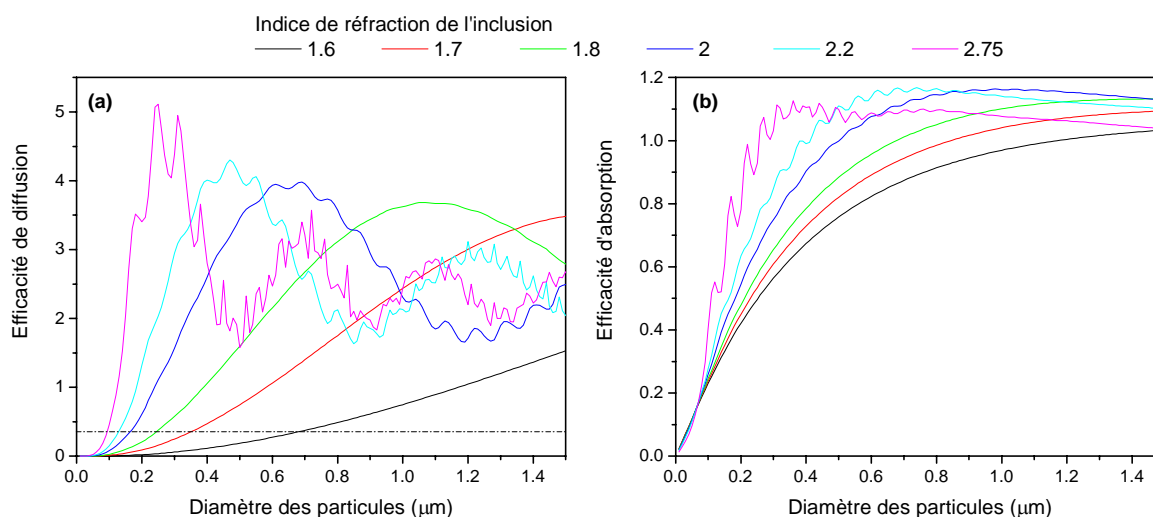 Indice de réfraction de l'inclusion
1.6 1.7 1.8 2 2.2 2.75
(a)
Efficacité de diffusion
5
4
3
2
1
0
0.0 0.2 0.4 0.6 0.8 1.0 1.2 1.4
Diamètre des particules (µm)
(b)
Efficacité d'absorption
1.2
1.0
0.8
0.6
0.4
0.2
0.0
0.0 0.2 0.4 0.6 0.8 1.0 1.2 1.4
Diamètre des particules (µm)